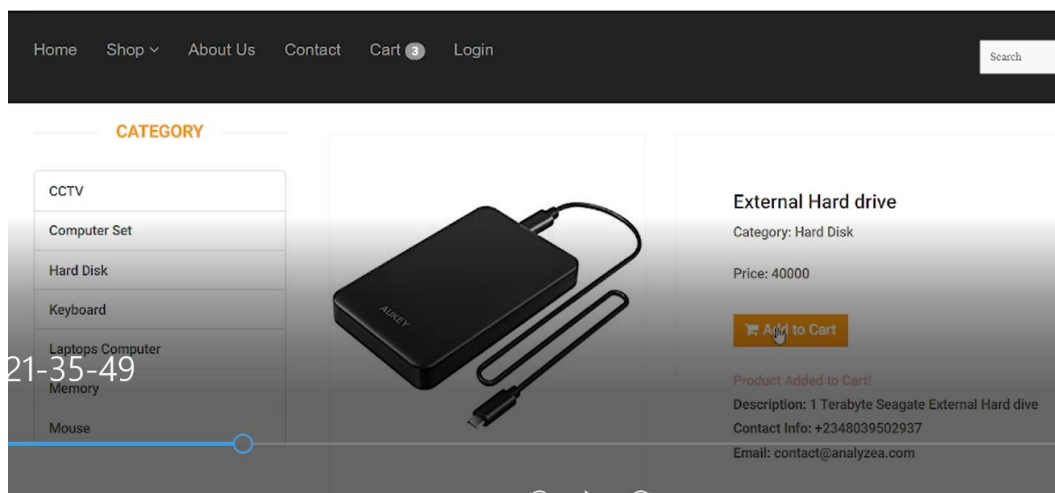 Home Shop About Us Contact Cart 3 Login
Search
CATEGORY
CCTV
Computer Set
Hard Disk
Keyboard
Laptops Computer
Memory
Mouse
21-35-49
AUKEY
External Hard drive
Category: Hard Disk
Price: 40000
Add to Cart
Product Added to Cart!
Description: 1 Terabyte Seagate External Hard dive
Contact Info: +2348039502937
Email: contact@analyzea.com